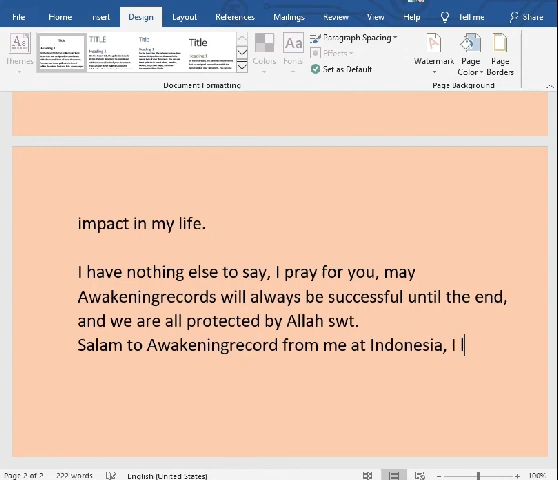 File Home Insert Design Layout References Mailings Review View Help Tell me Share
Themes
TITLE Title Title
Heading 1
Colors Fonts
Paragraph Spacing
Effects
Set as Default
Watermark Page Color Page Borders
Document Formatting Page Background
impact in my life.
I have nothing else to say, I pray for you, may
Awakeningrecords will always be successful until the end,
and we are all protected by Allah swt.
Salam to Awakeningrecord from me at Indonesia, I l
Page 2 of 2 222 words English (United States) 100%